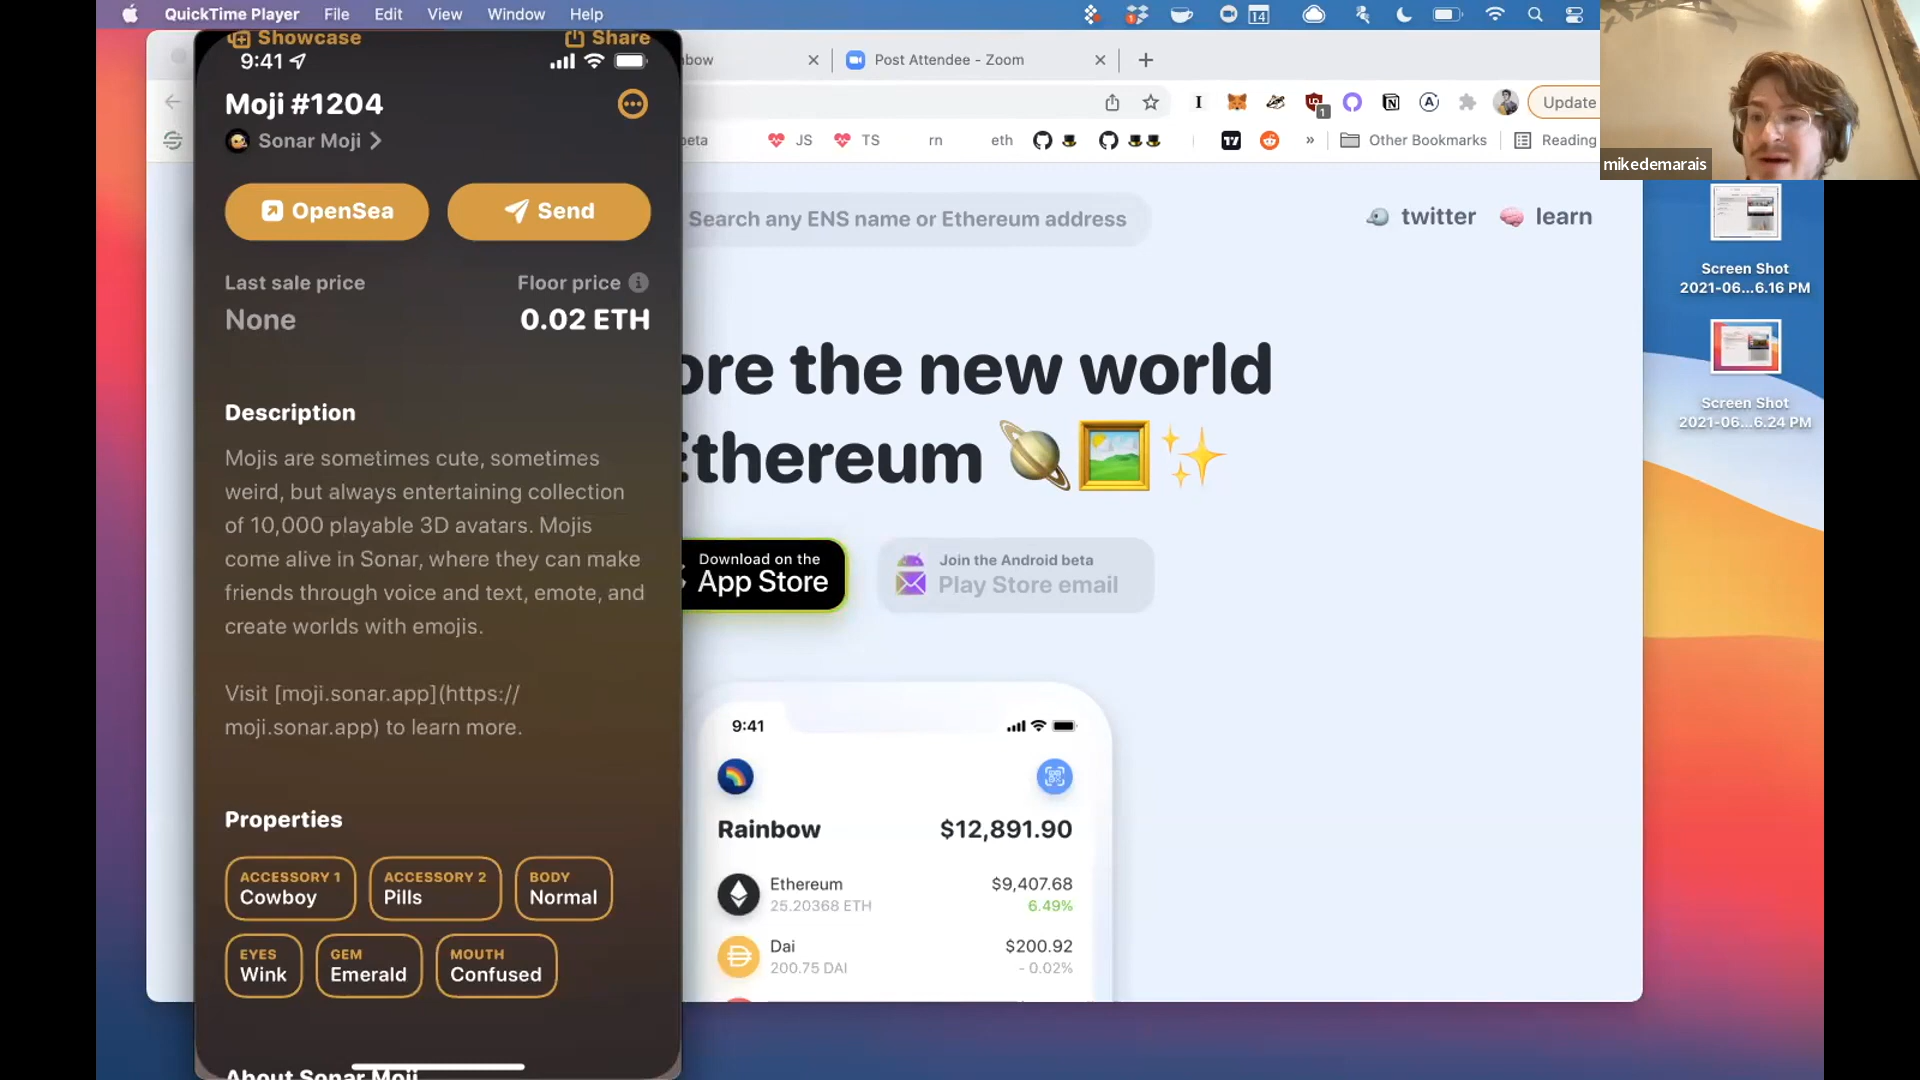 QuickTime Player File Edit View Window Help
14
Showcase Share
9:41
Moji #1204
Sonar Moji
OpenSea Send
Last sale price Floor price
None 0.02 ETH
Description
Mojis are sometimes cute, sometimes
weird, but always entertaining collection
of 10,000 playable 3D avatars. Mojis
come alive in Sonar, where they can make
friends through voice and text, emote, and
create worlds with emojis.
Visit [moji.sonar.app](https://
moji.sonar.app) to learn more.
Properties
ACCESSORY 1 ACCESSORY 2 BODY
Cowboy Pills Normal
EYES GEM MOUTH
Wink Emerald Confused
About Sonar Moji
bow Post Attendee - Zoom
1 Update
beta JS TS rn eth » Other Bookmarks Reading
Search any ENS name or Ethereum address twitter learn
ore the new world
Ethereum
Download on the
App Store
Join the Android beta
Play Store email
9:41
Rainbow $12,891.90
Ethereum $9,407.68
25.20368 ETH 6.49%
Dai $200.92
200.75 DAI - 0.02%
mikedemarais
Screen Shot
2021-06...6.16 PM
Screen Shot
2021-06...6.24 PM